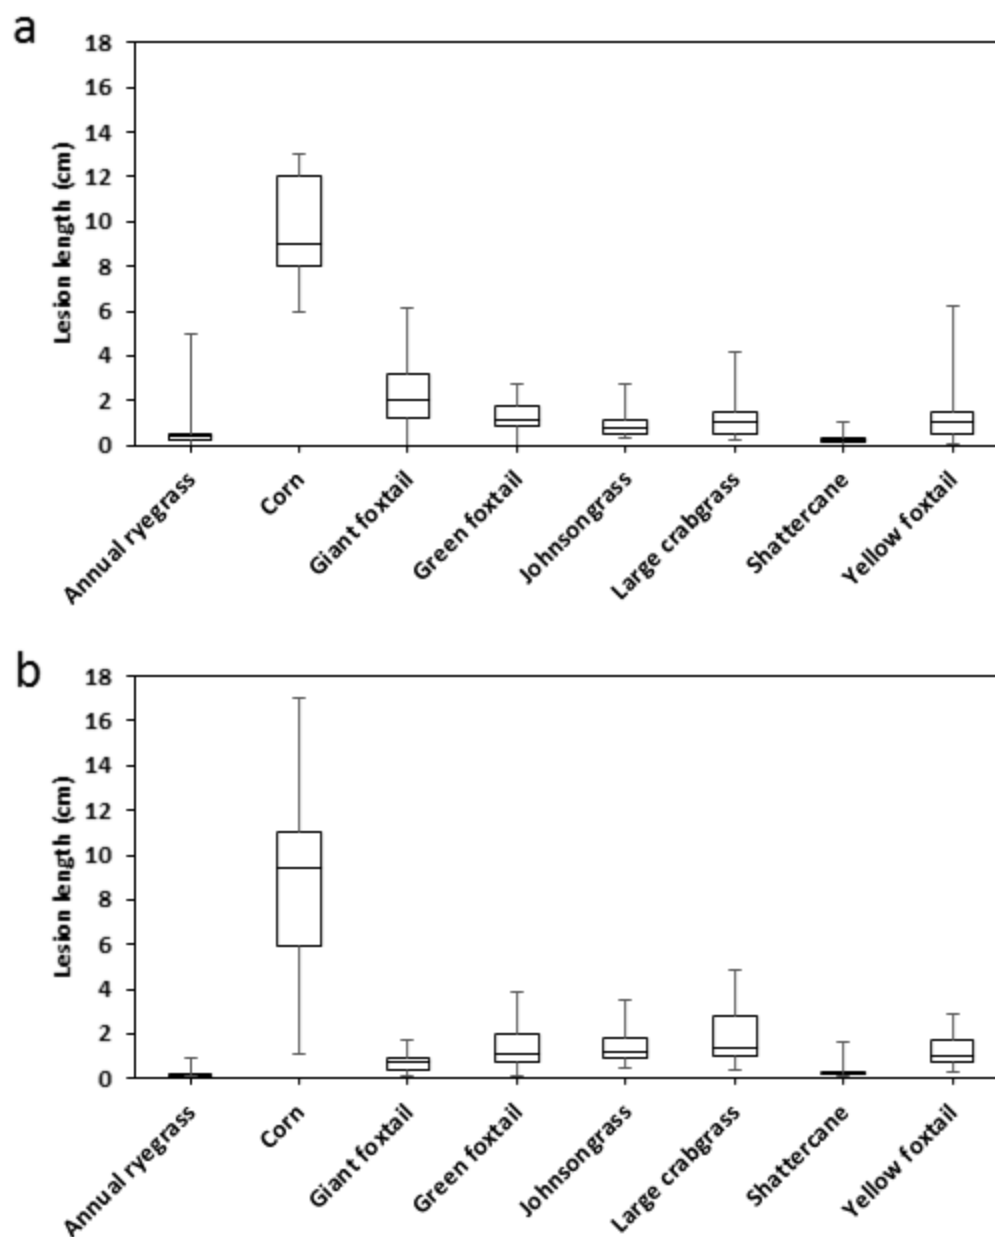 a
18
16
14
12
10
8
6
4
2
0
Lesion length (cm)
Annual ryegrass
Corn
Giant foxtail
Green foxtail
Johnsongrass
Large crabgrass
Shattercane
Yellow foxtail
b
18
16
14
12
10
8
6
4
2
0
Lesion length (cm)
Annual ryegrass
Corn
Giant foxtail
Green foxtail
Johnsongrass
Large crabgrass
Shattercane
Yellow foxtail